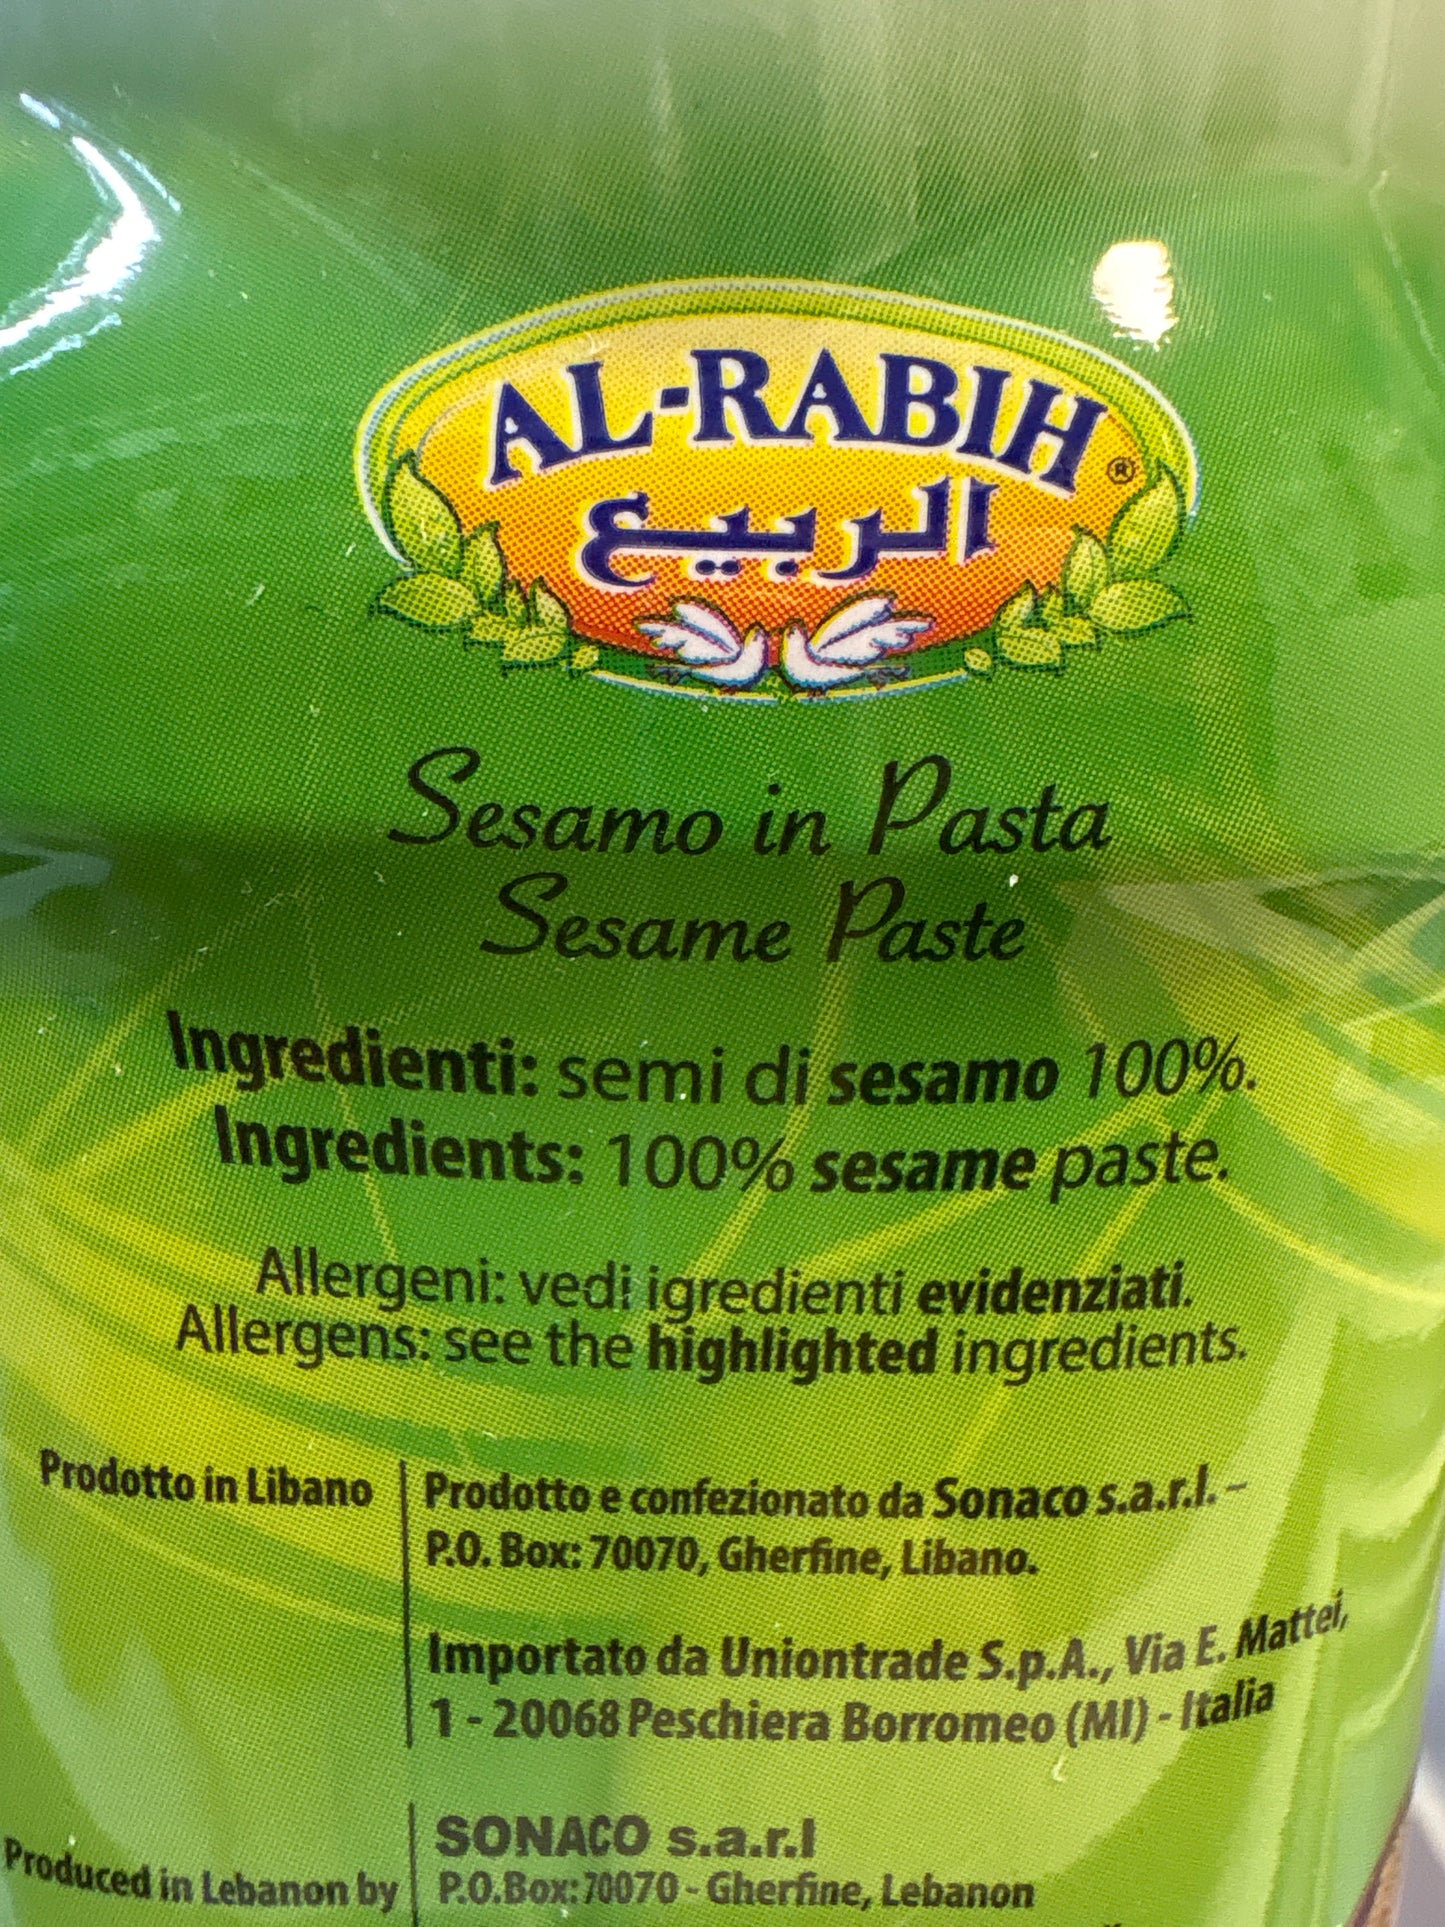 AL-RABIH ®
الربيع
Sesamo in Pasta
Sesame Paste
Ingredienti: semi di sesamo 100%.
Ingredients: 100% sesame paste.
Allergeni: vedi igredienti evidenziati.
Allergens: see the highlighted ingredients.
Prodotto in Libano
Prodotto e confezionato da Sonaco s.a.r.l. –
P.O. Box: 70070, Gherfine, Libano.
Importato da Uniontrade S.p.A., Via E. Mattei,
1 - 20068 Peschiera Borromeo (MI) - Italia
Produced in Lebanon by
SONACO s.a.r.l
P.O.Box: 70070 - Gherfine, Lebanon